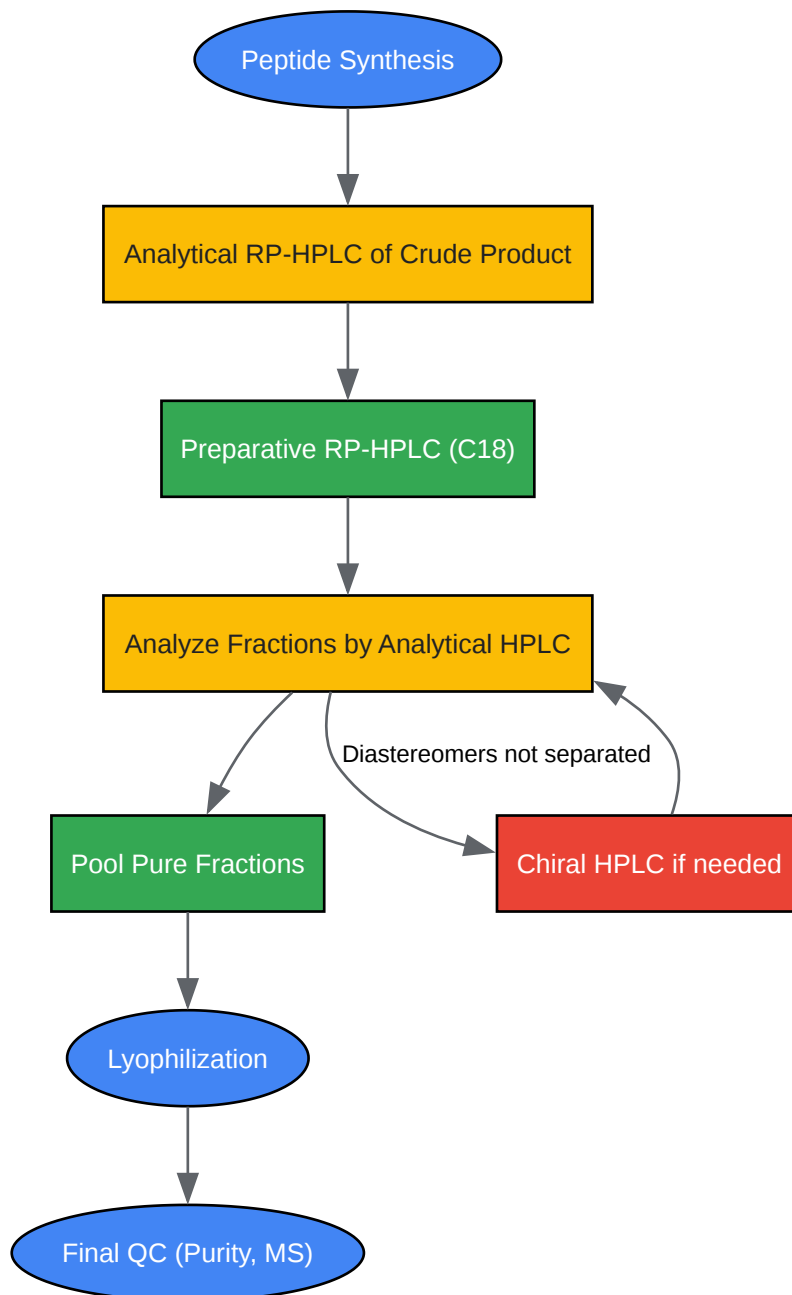 Peptide Synthesis
Analytical RP-HPLC of Crude Product
Preparative RP-HPLC (C18)
Analyze Fractions by Analytical HPLC
Diastereomers not separated
Pool Pure Fractions
Chiral HPLC if needed
Lyophilization
Final QC (Purity, MS)